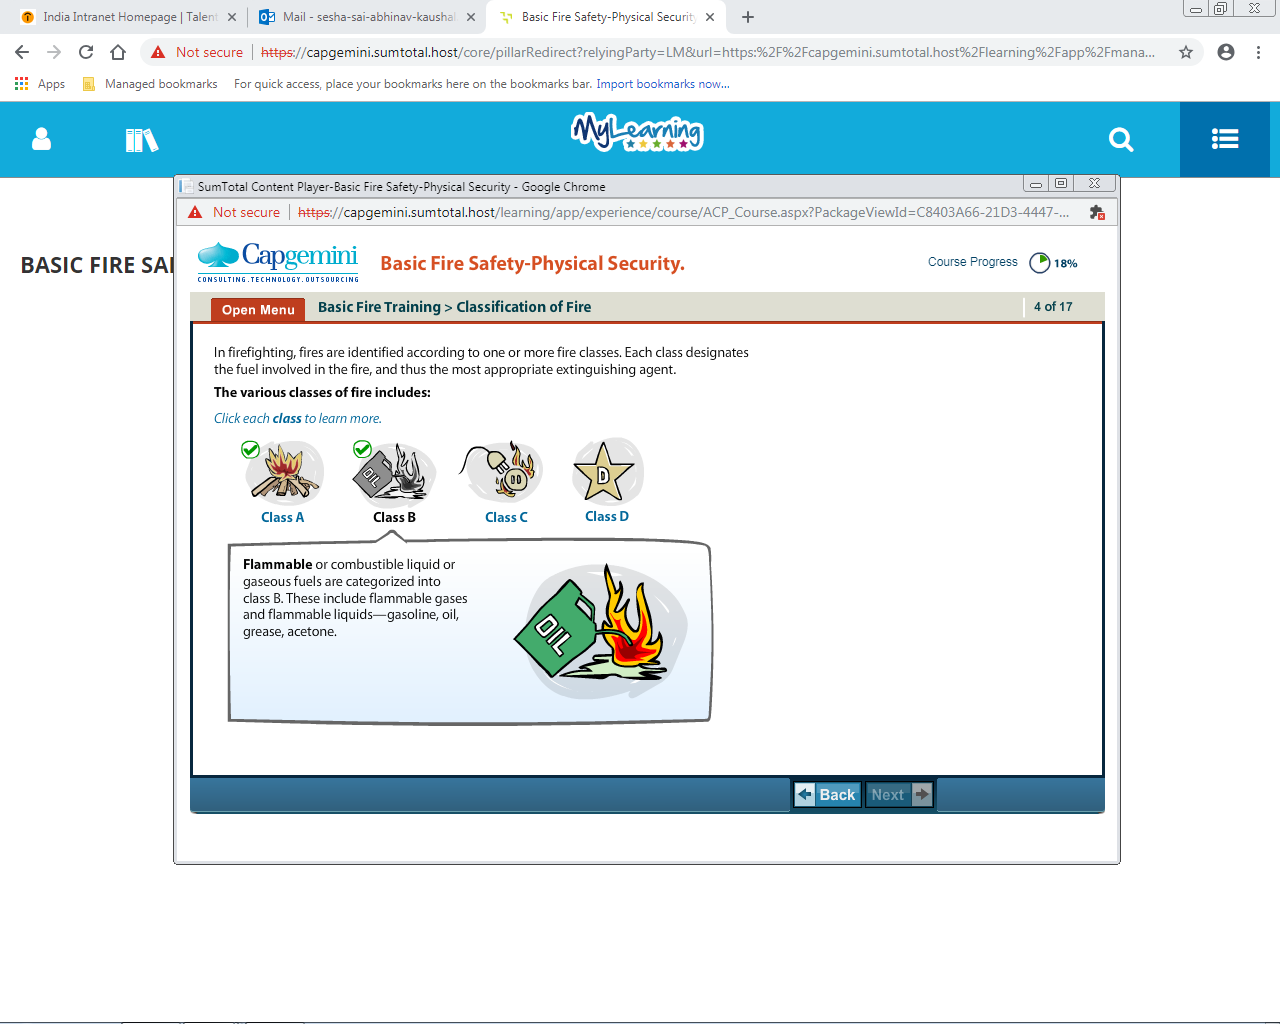 India Intranet Homepage | Talent
Mail - sesha-sai-abhinav-kaushal
Basic Fire Safety-Physical Security
Not secure
https://capgemini.sumtotal.host/core/pillarRedirect?relyingParty=LM&url=https:%2F%2Fcapgemini.sumtotal.host%2Flearning%2Fapp%2Fmana...
Apps
Managed bookmarks
For quick access, place your bookmarks here on the bookmarks bar. Import bookmarks now...
MyLearning
SumTotal Content Player-Basic Fire Safety-Physical Security - Google Chrome
Not secure
https://capgemini.sumtotal.host/learning/app/experience/course/ACP_Course.aspx?PackageViewId=C8403A66-21D3-4447-...
BASIC FIRE SA
Capgemini
CONSULTING.TECHNOLOGY.OUTSOURCING
Basic Fire Safety-Physical Security.
Course Progress
18%
Open Menu
Basic Fire Training > Classification of Fire
4 of 17
In firefighting, fires are identified according to one or more fire classes. Each class designates
the fuel involved in the fire, and thus the most appropriate extinguishing agent.
The various classes of fire includes:
Click each class to learn more.
OIL
D
Class A
Class B
Class C
Class D
Flammable or combustible liquid or
gaseous fuels are categorized into
class B. These include flammable gases
and flammable liquids—gasoline, oil,
grease, acetone.
OIL
Back
Next